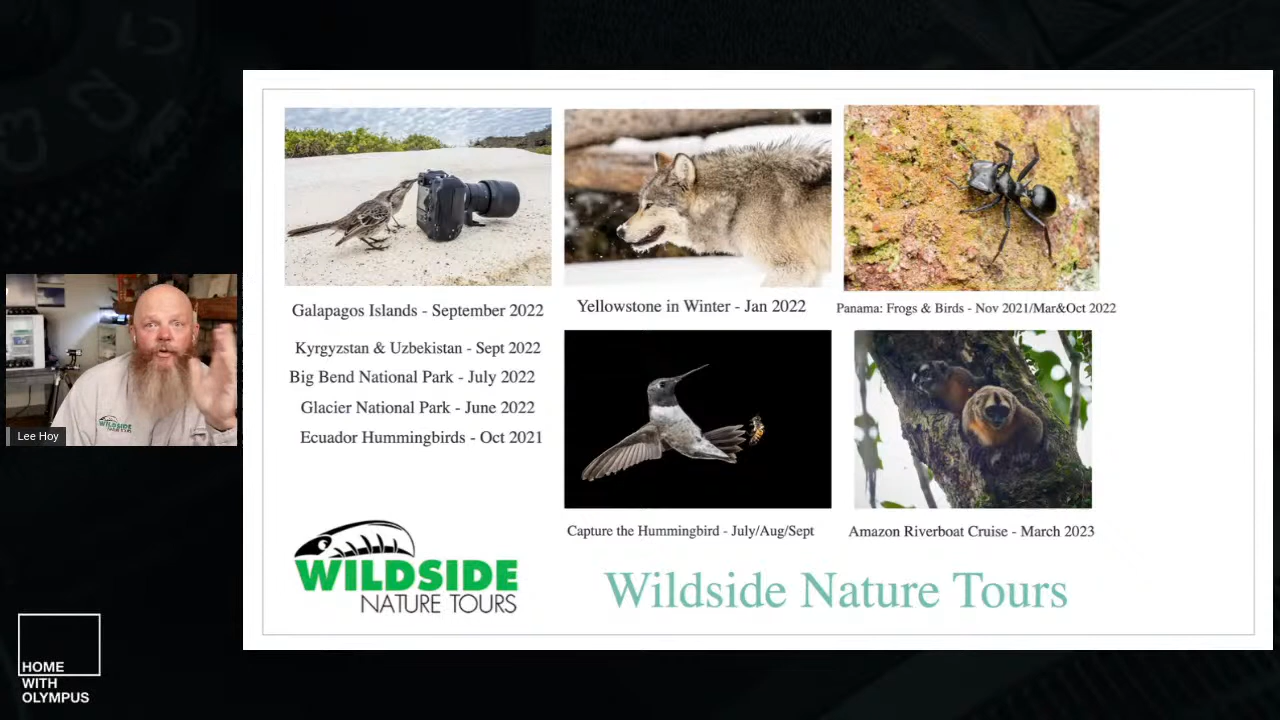 Galapagos Islands - September 2022
Yellowstone in Winter - Jan 2022
Panama: Frogs & Birds - Nov 2021/Mar&Oct 2022
Kyrgyzstan & Uzbekistan - Sept 2022
Big Bend National Park - July 2022
Glacier National Park - June 2022
Ecuador Hummingbirds - Oct 2021
Capture the Hummingbird - July/Aug/Sept
Amazon Riverboat Cruise - March 2023
WILDSIDE
NATURE TOURS
Wildside Nature Tours
WILDSIDE
NATURE TOURS
Lee Hoy
HOME
WITH
OLYMPUS